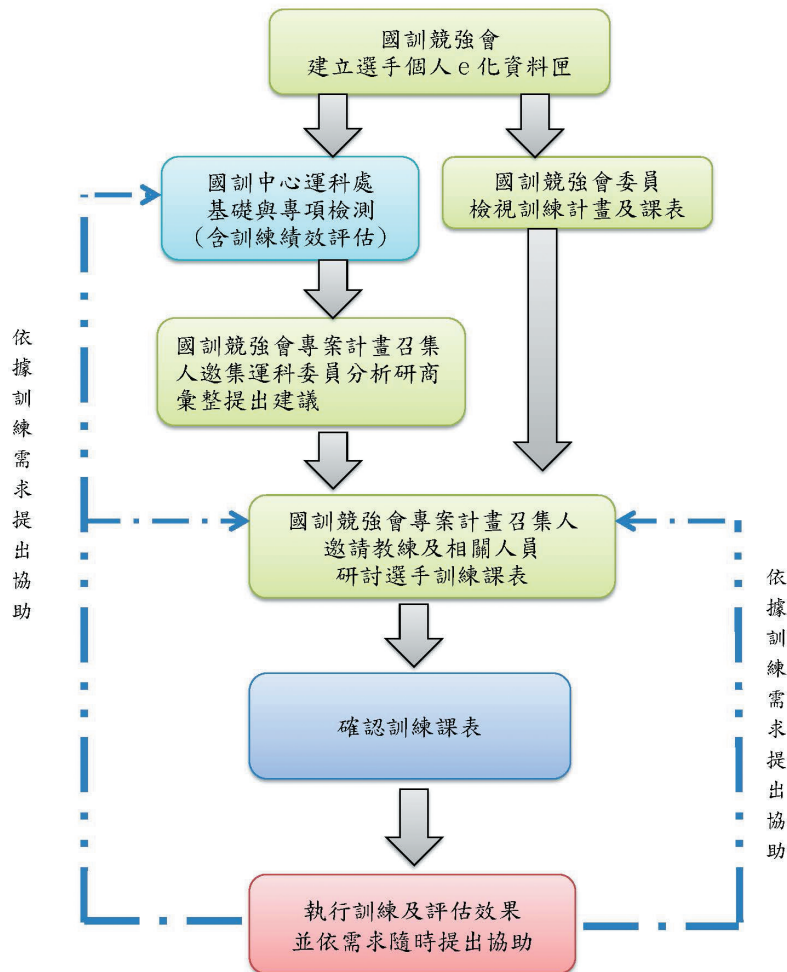 國訓競強會
建立選手個人e化資料匣
國訓中心運科處
基礎與專項檢測
(含訓練績效評估)
國訓競強會委員
檢視訓練計畫及課表
國訓競強會專案計畫召集
人邀集運科委員分析研商
彙整提出建議
依據訓練需求提出協助
國訓競強會專案計畫召集人
邀請教練及相關人員
研討選手訓練課表
依據訓練需求提出協助
確認訓練課表
執行訓練及評估效果
並依需求隨時提出協助